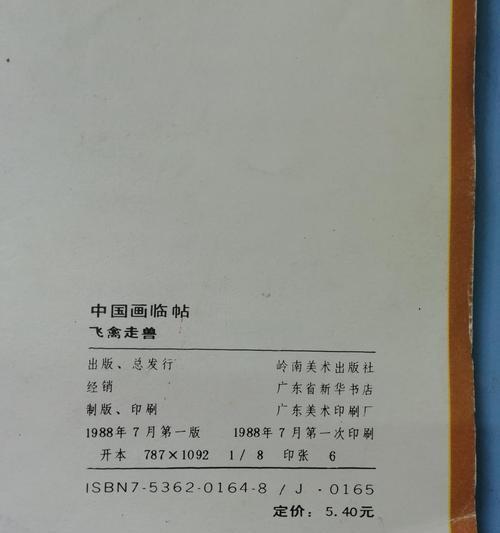 中国画临帖
飞禽走兽
出版、总发行 岭南美术出版社
经销 广东省新华书店
制版、印刷 广东美术印刷厂
1988年7月第一版 1988年7月第一次印刷
开本 787×1092 1/8 印张 6
ISBN7-5362-0164-8/J·0165
定价：5.40元